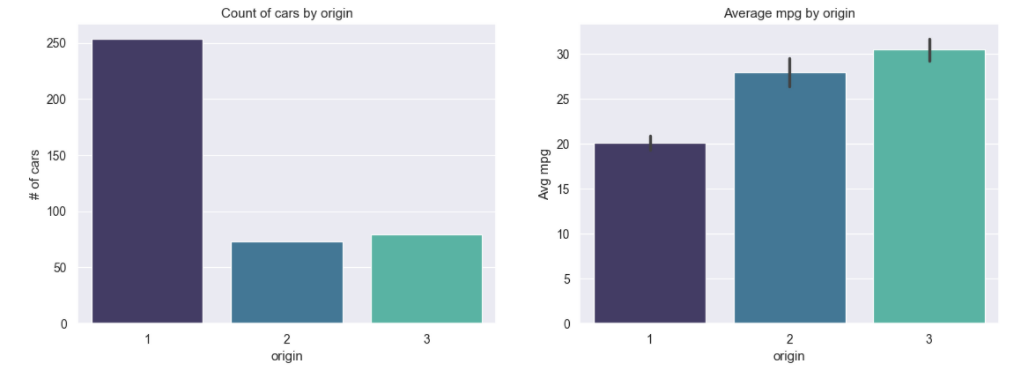 Count of cars by origin
# of cars
250
200
150
100
50
0
1 2 3
origin
Average mpg by origin
Avg mpg
30
25
20
15
10
5
0
1 2 3
origin